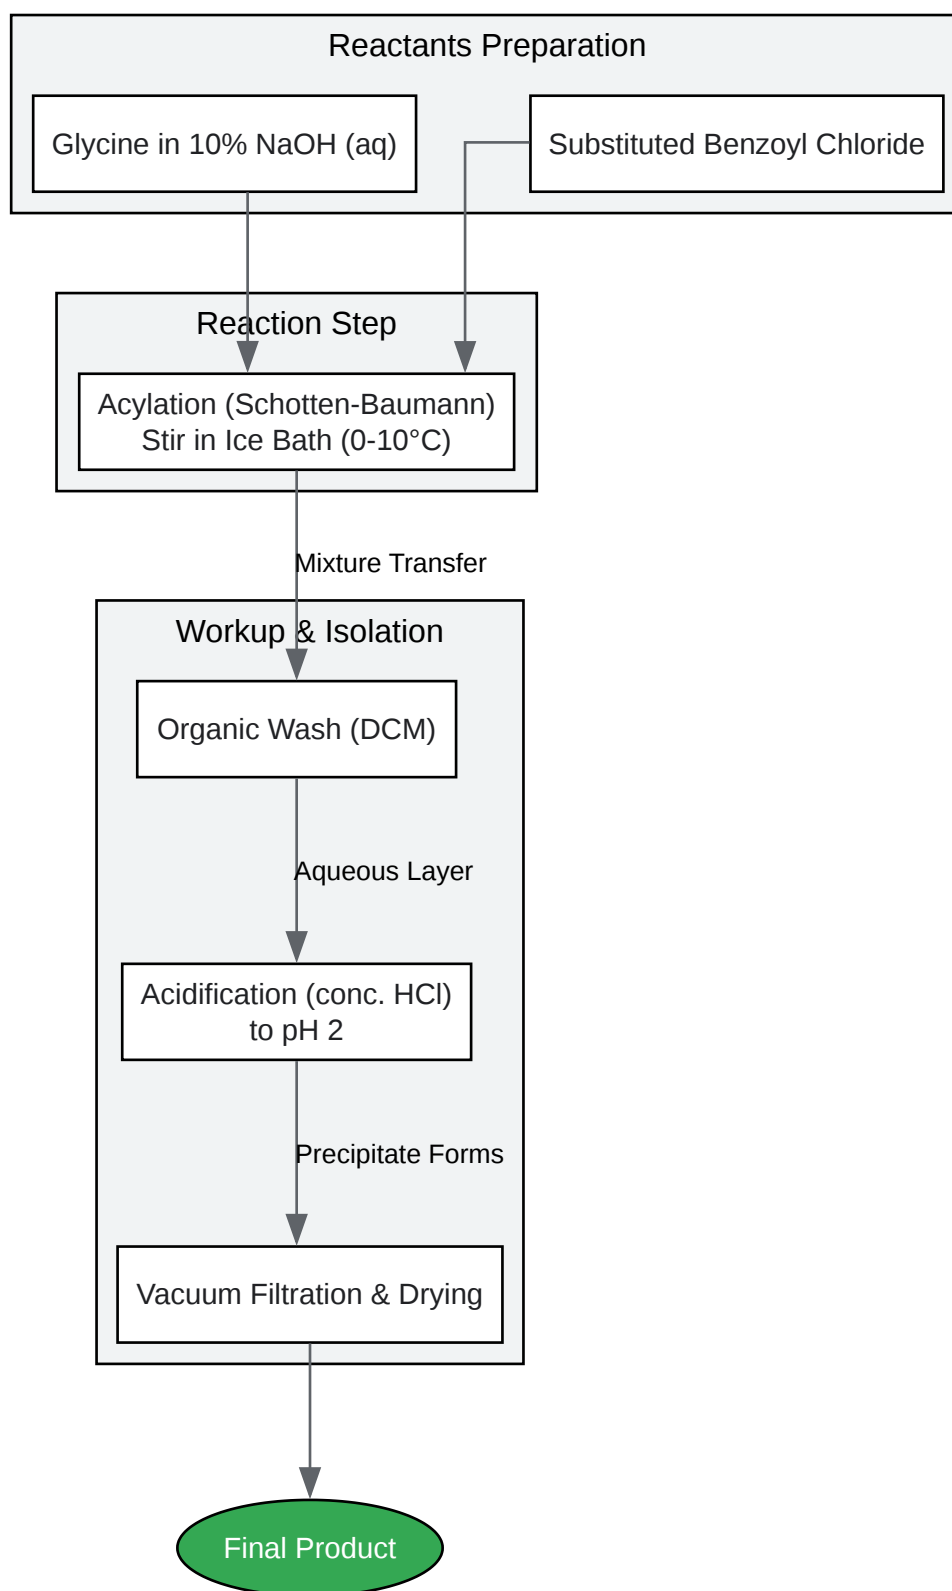 Reactants Preparation
Glycine in 10% NaOH (aq)
Substituted Benzoyl Chloride
Reaction Step
Acylation (Schotten-Baumann)
Stir in Ice Bath (0-10°C)
Mixture Transfer
Workup & Isolation
Organic Wash (DCM)
Aqueous Layer
Acidification (conc. HCl)
to pH 2
Precipitate Forms
Vacuum Filtration & Drying
Final Product